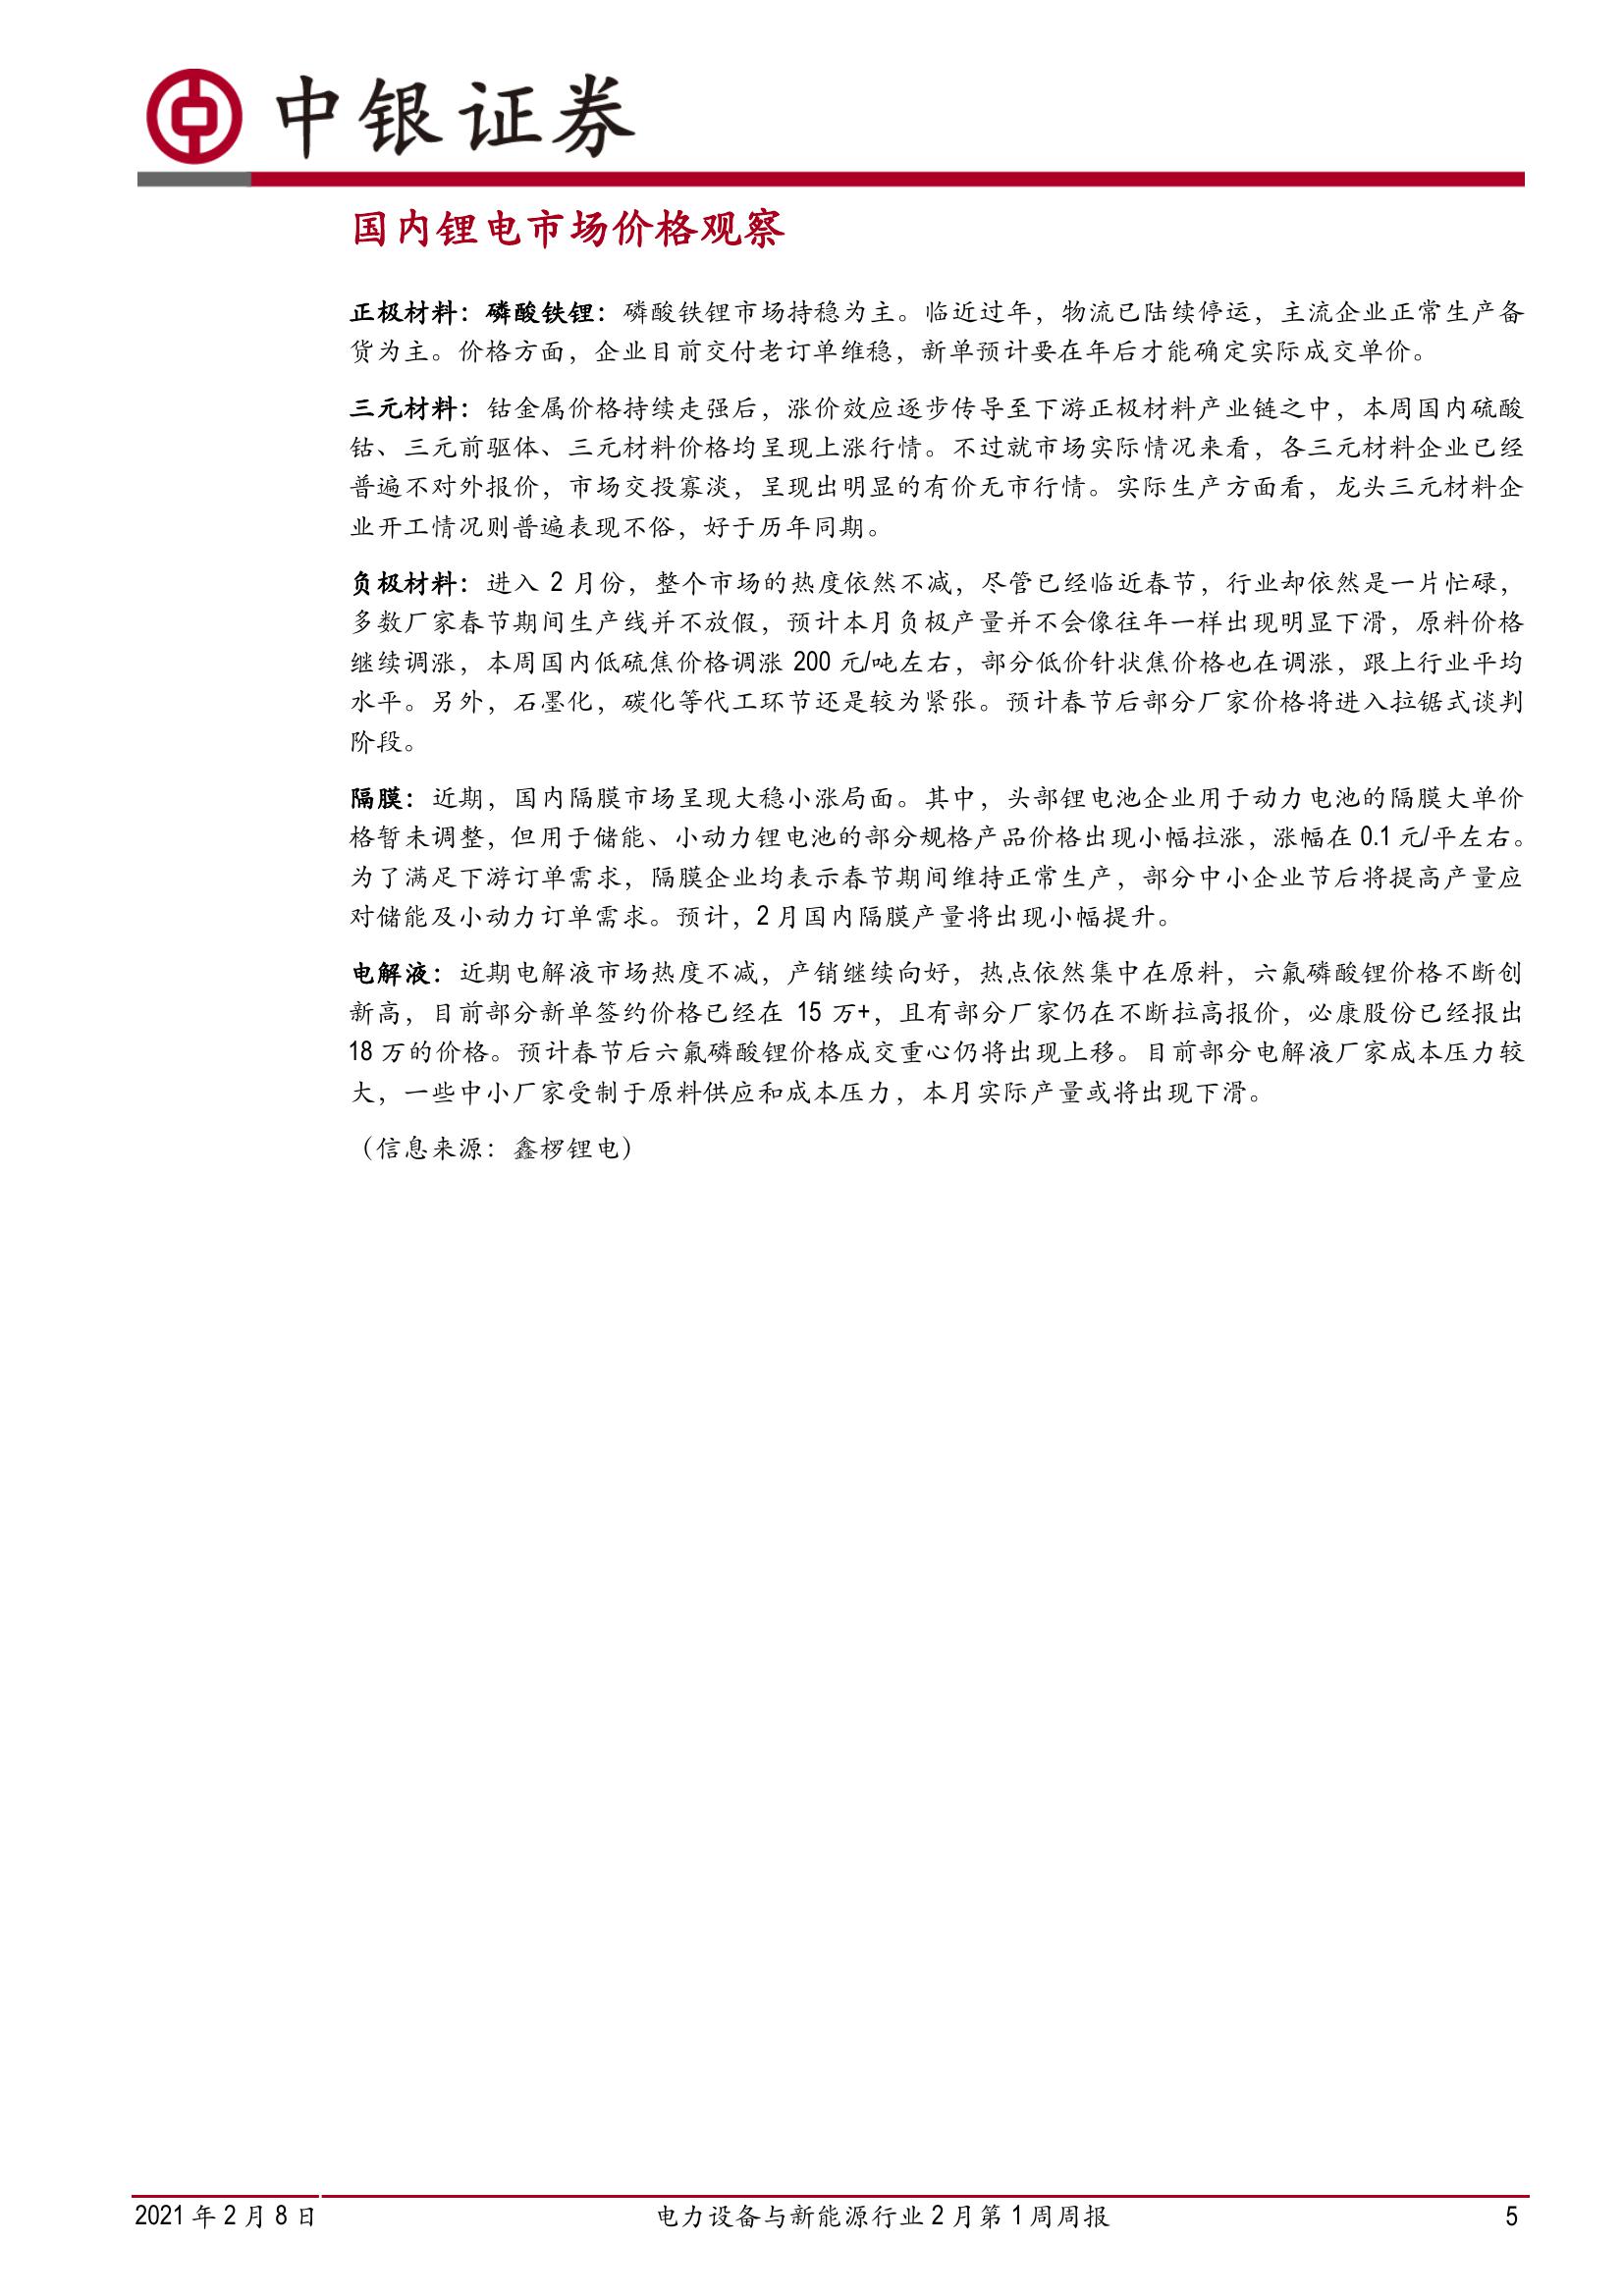 中银证券
国内锂电市场价格观察
正极材料：磷酸铁锂：磷酸铁锂市场持稳为主。临近过年，物流已陆续停运，主流企业正常生产备
货为主。价格方面，企业目前交付老订单维稳，新单预计要在年后才能确定实际成交单价。
三元材料：钴金属价格持续走强后，涨价效应逐步传导至下游正极材料产业链之中，本周国内硫酸
钴、三元前驱体、三元材料价格均呈现上涨行情。不过就市场实际情况来看，各三元材料企业已经
普遍不对外报价，市场交投寡淡，呈现出明显的有价无市行情。实际生产方面看，龙头三元材料企
业开工情况则普遍表现不俗，好于历年同期。
负极材料：进入 2 月份，整个市场的热度依然不减，尽管已经临近春节，行业却依然是一片忙碌，
多数厂家春节期间生产线并不放假，预计本月负极产量并不会像往年一样出现明显下滑，原料价格
继续调涨，本周国内低硫焦价格调涨 200 元/吨左右，部分低价针状焦价格也在调涨，跟上行业平均
水平。另外，石墨化，碳化等代工环节还是较为紧张。预计春节后部分厂家价格将进入拉锯式谈判
阶段。
隔膜：近期，国内隔膜市场呈现大稳小涨局面。其中，头部锂电池企业用于动力电池的隔膜大单价
格暂未调整，但用于储能、小动力锂电池的部分规格产品价格出现小幅拉涨，涨幅在 0.1 元/平左右。
为了满足下游订单需求，隔膜企业均表示春节期间维持正常生产，部分中小企业节后将提高产量应
对储能及小动力订单需求。预计，2 月国内隔膜产量将出现小幅提升。
电解液：近期电解液市场热度不减，产销继续向好，热点依然集中在原料，六氟磷酸锂价格不断创
新高，目前部分新单签约价格已经在 15 万+，且有部分厂家仍在不断拉高报价，必康股份已经报出
18 万的价格。预计春节后六氟磷酸锂价格成交重心仍将出现上移。目前部分电解液厂家成本压力较
大，一些中小厂家受制于原料供应和成本压力，本月实际产量或将出现下滑。
（信息来源：鑫椤锂电）
2021 年 2 月 8 日 电力设备与新能源行业 2 月第 1 周周报 5